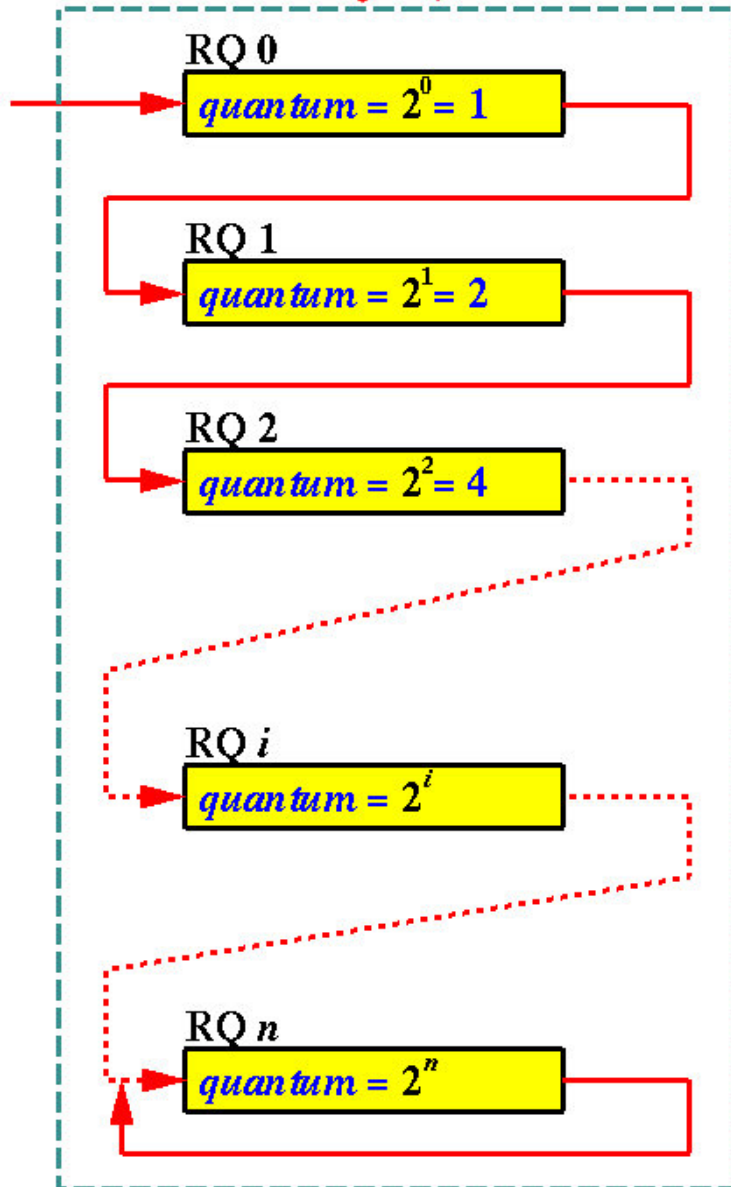 RQ 0
quantum = 2^0 = 1
RQ 1
quantum = 2^1 = 2
RQ 2
quantum = 2^2 = 4
RQ i
quantum = 2^i
RQ n
quantum = 2^n